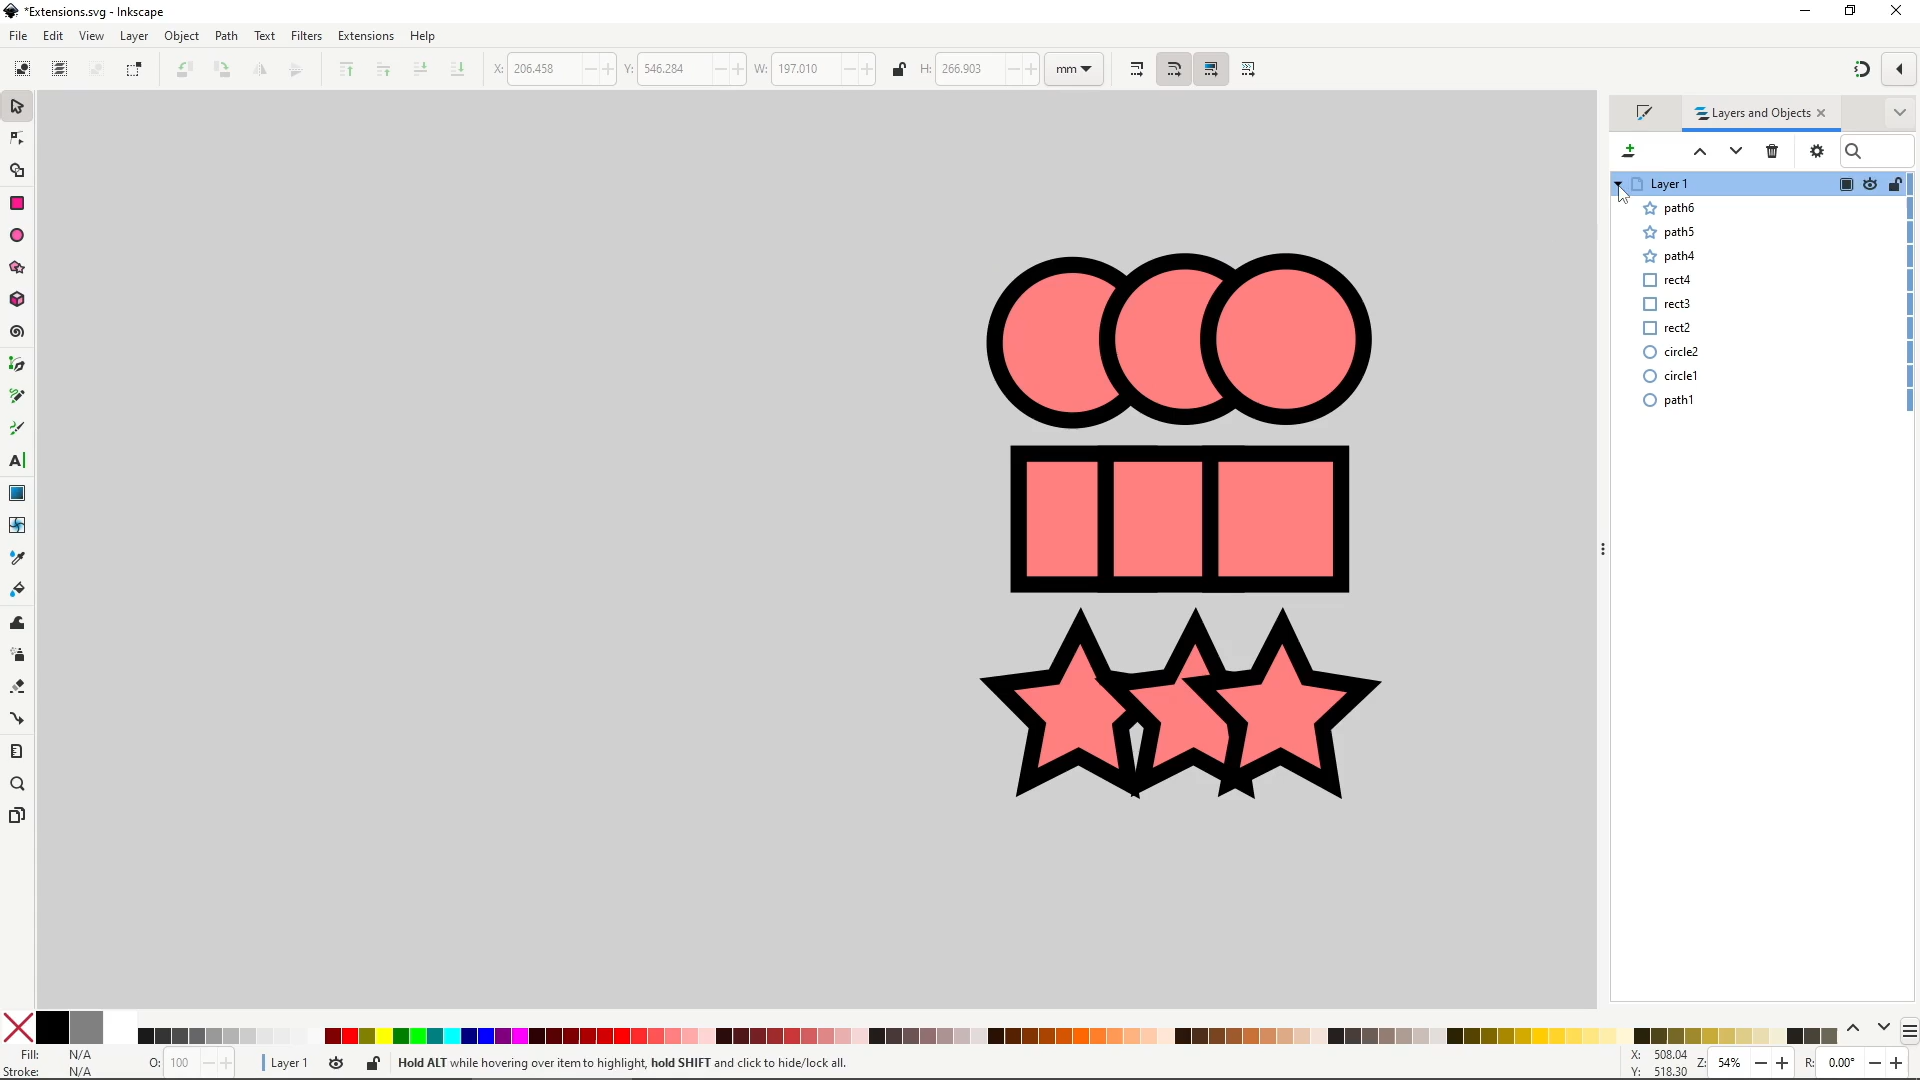 *Extensions.svg - Inkscape
File Edit View Layer Object Path Text Filters Extensions Help
X: 206.458 Y: 546.284 W: 197.010 H: 266.903 mm
Layers and Objects
Layer 1
path6
path5
path4
rect4
rect3
rect2
circle2
circle1
path1
Fill: N/A
Stroke: N/A
O: 100
Layer 1
Hold ALT while hovering over item to highlight, hold SHIFT and click to hide/lock all.
X: 508.04
Y: 518.30
Z: 54%
R: 0.00°